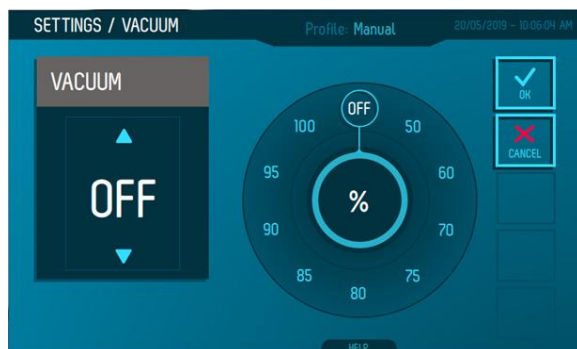 SETTINGS / VACUUM
Profile: Manual
20/05/2019 - 10:06:04 AM
VACUUM
OFF
OFF
50
60
70
75
80
85
90
95
100
%
OK
CANCEL
HELP